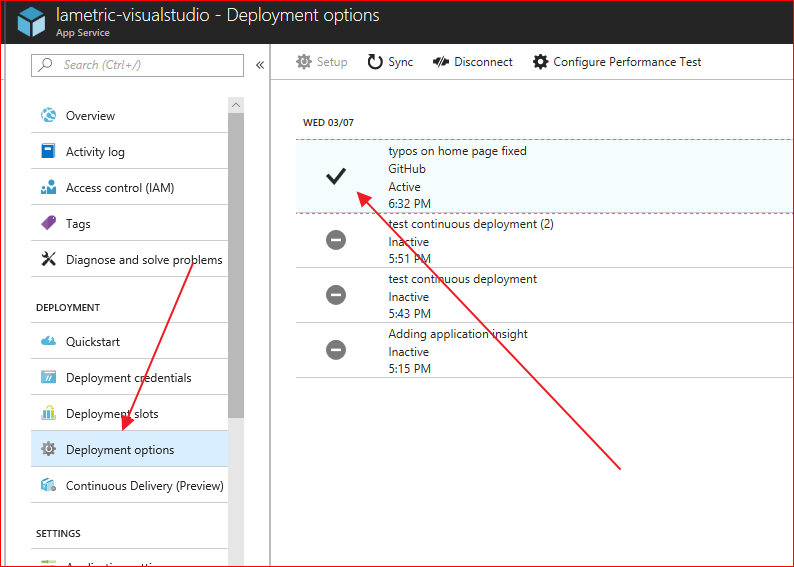 lametric-visualstudio - Deployment options
App Service
Search (Ctrl+/)
«
Overview
Activity log
Access control (IAM)
Tags
Diagnose and solve problems
DEPLOYMENT
Quickstart
Deployment credentials
Deployment slots
Deployment options
Continuous Delivery (Preview)
SETTINGS
Setup
Sync
Disconnect
Configure Performance Test
WED 03/07
typos on home page fixed
GitHub
Active
6:32 PM
test continuous deployment (2)
Inactive
5:51 PM
test continuous deployment
Inactive
5:43 PM
Adding application insight
Inactive
5:15 PM